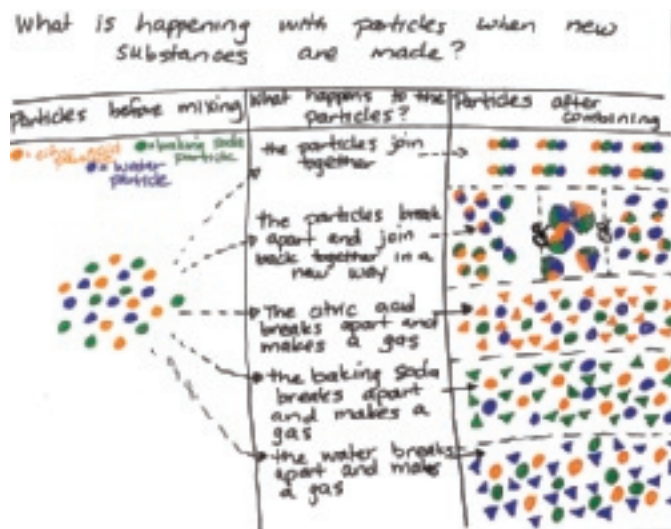 What is happening with particles when new
substances are made?
Particles before mixing
What happens to the
particles?
Particles after
combining
= citric acid
particle
= baking soda
particle
= water
particle
the particles join
together
the particles break
apart and join
back together in a
new way
OR
OR
The citric acid
breaks apart and
makes a gas
the baking soda
breaks apart
and makes a
gas
the water breaks
apart and makes
a gas